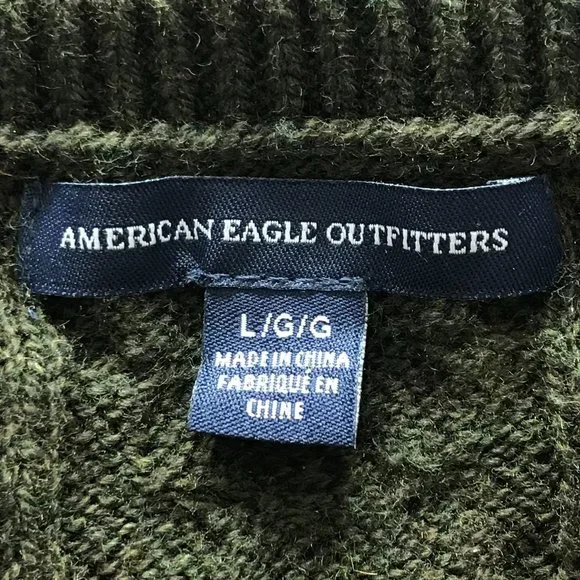 AMERICAN EAGLE OUTFITTERS
L/G/G
MADE IN CHINA
FABRIQUÉ EN
CHINE